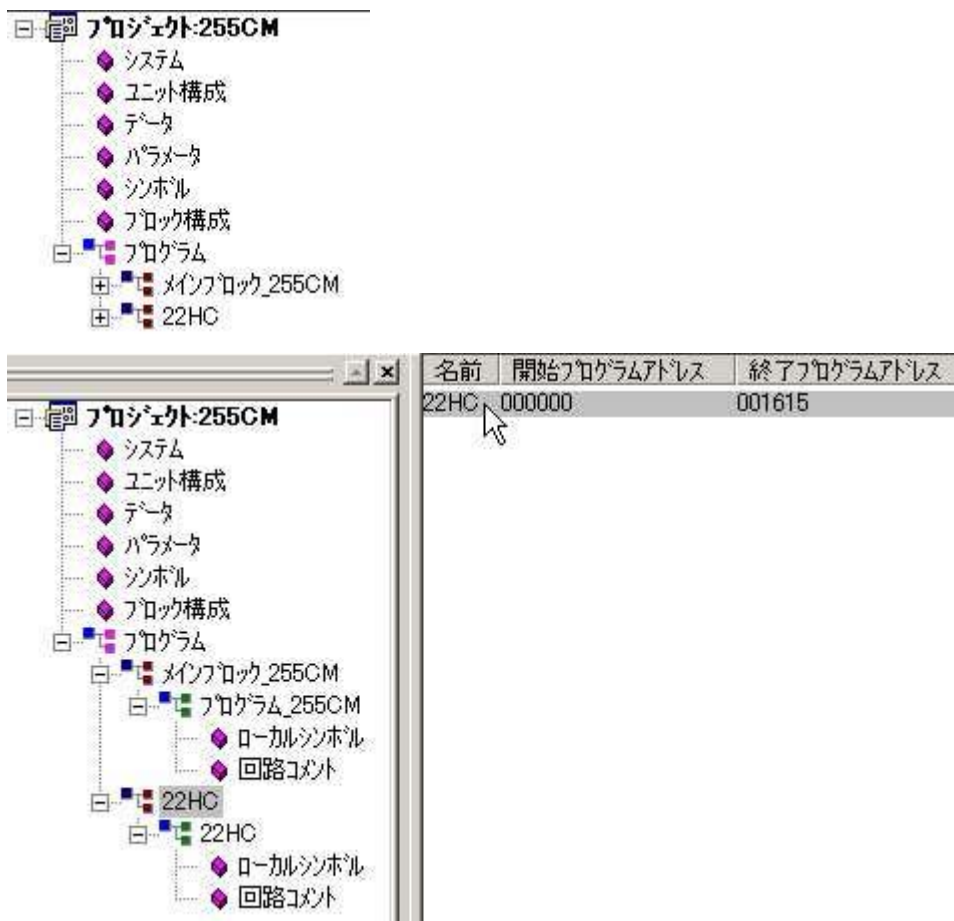 プロジェクト:255CM
システム
ユニット構成
データ
パラメータ
シンボル
ブロック構成
プログラム
メインブロック_255CM
22HC
名前 開始プログラムアドレス 終了プログラムアドレス
22HC 000000 001615
プロジェクト:255CM
システム
ユニット構成
データ
パラメータ
シンボル
ブロック構成
プログラム
メインブロック_255CM
プログラム_255CM
ローカルシンボル
回路コメント
22HC
22HC
ローカルシンボル
回路コメント